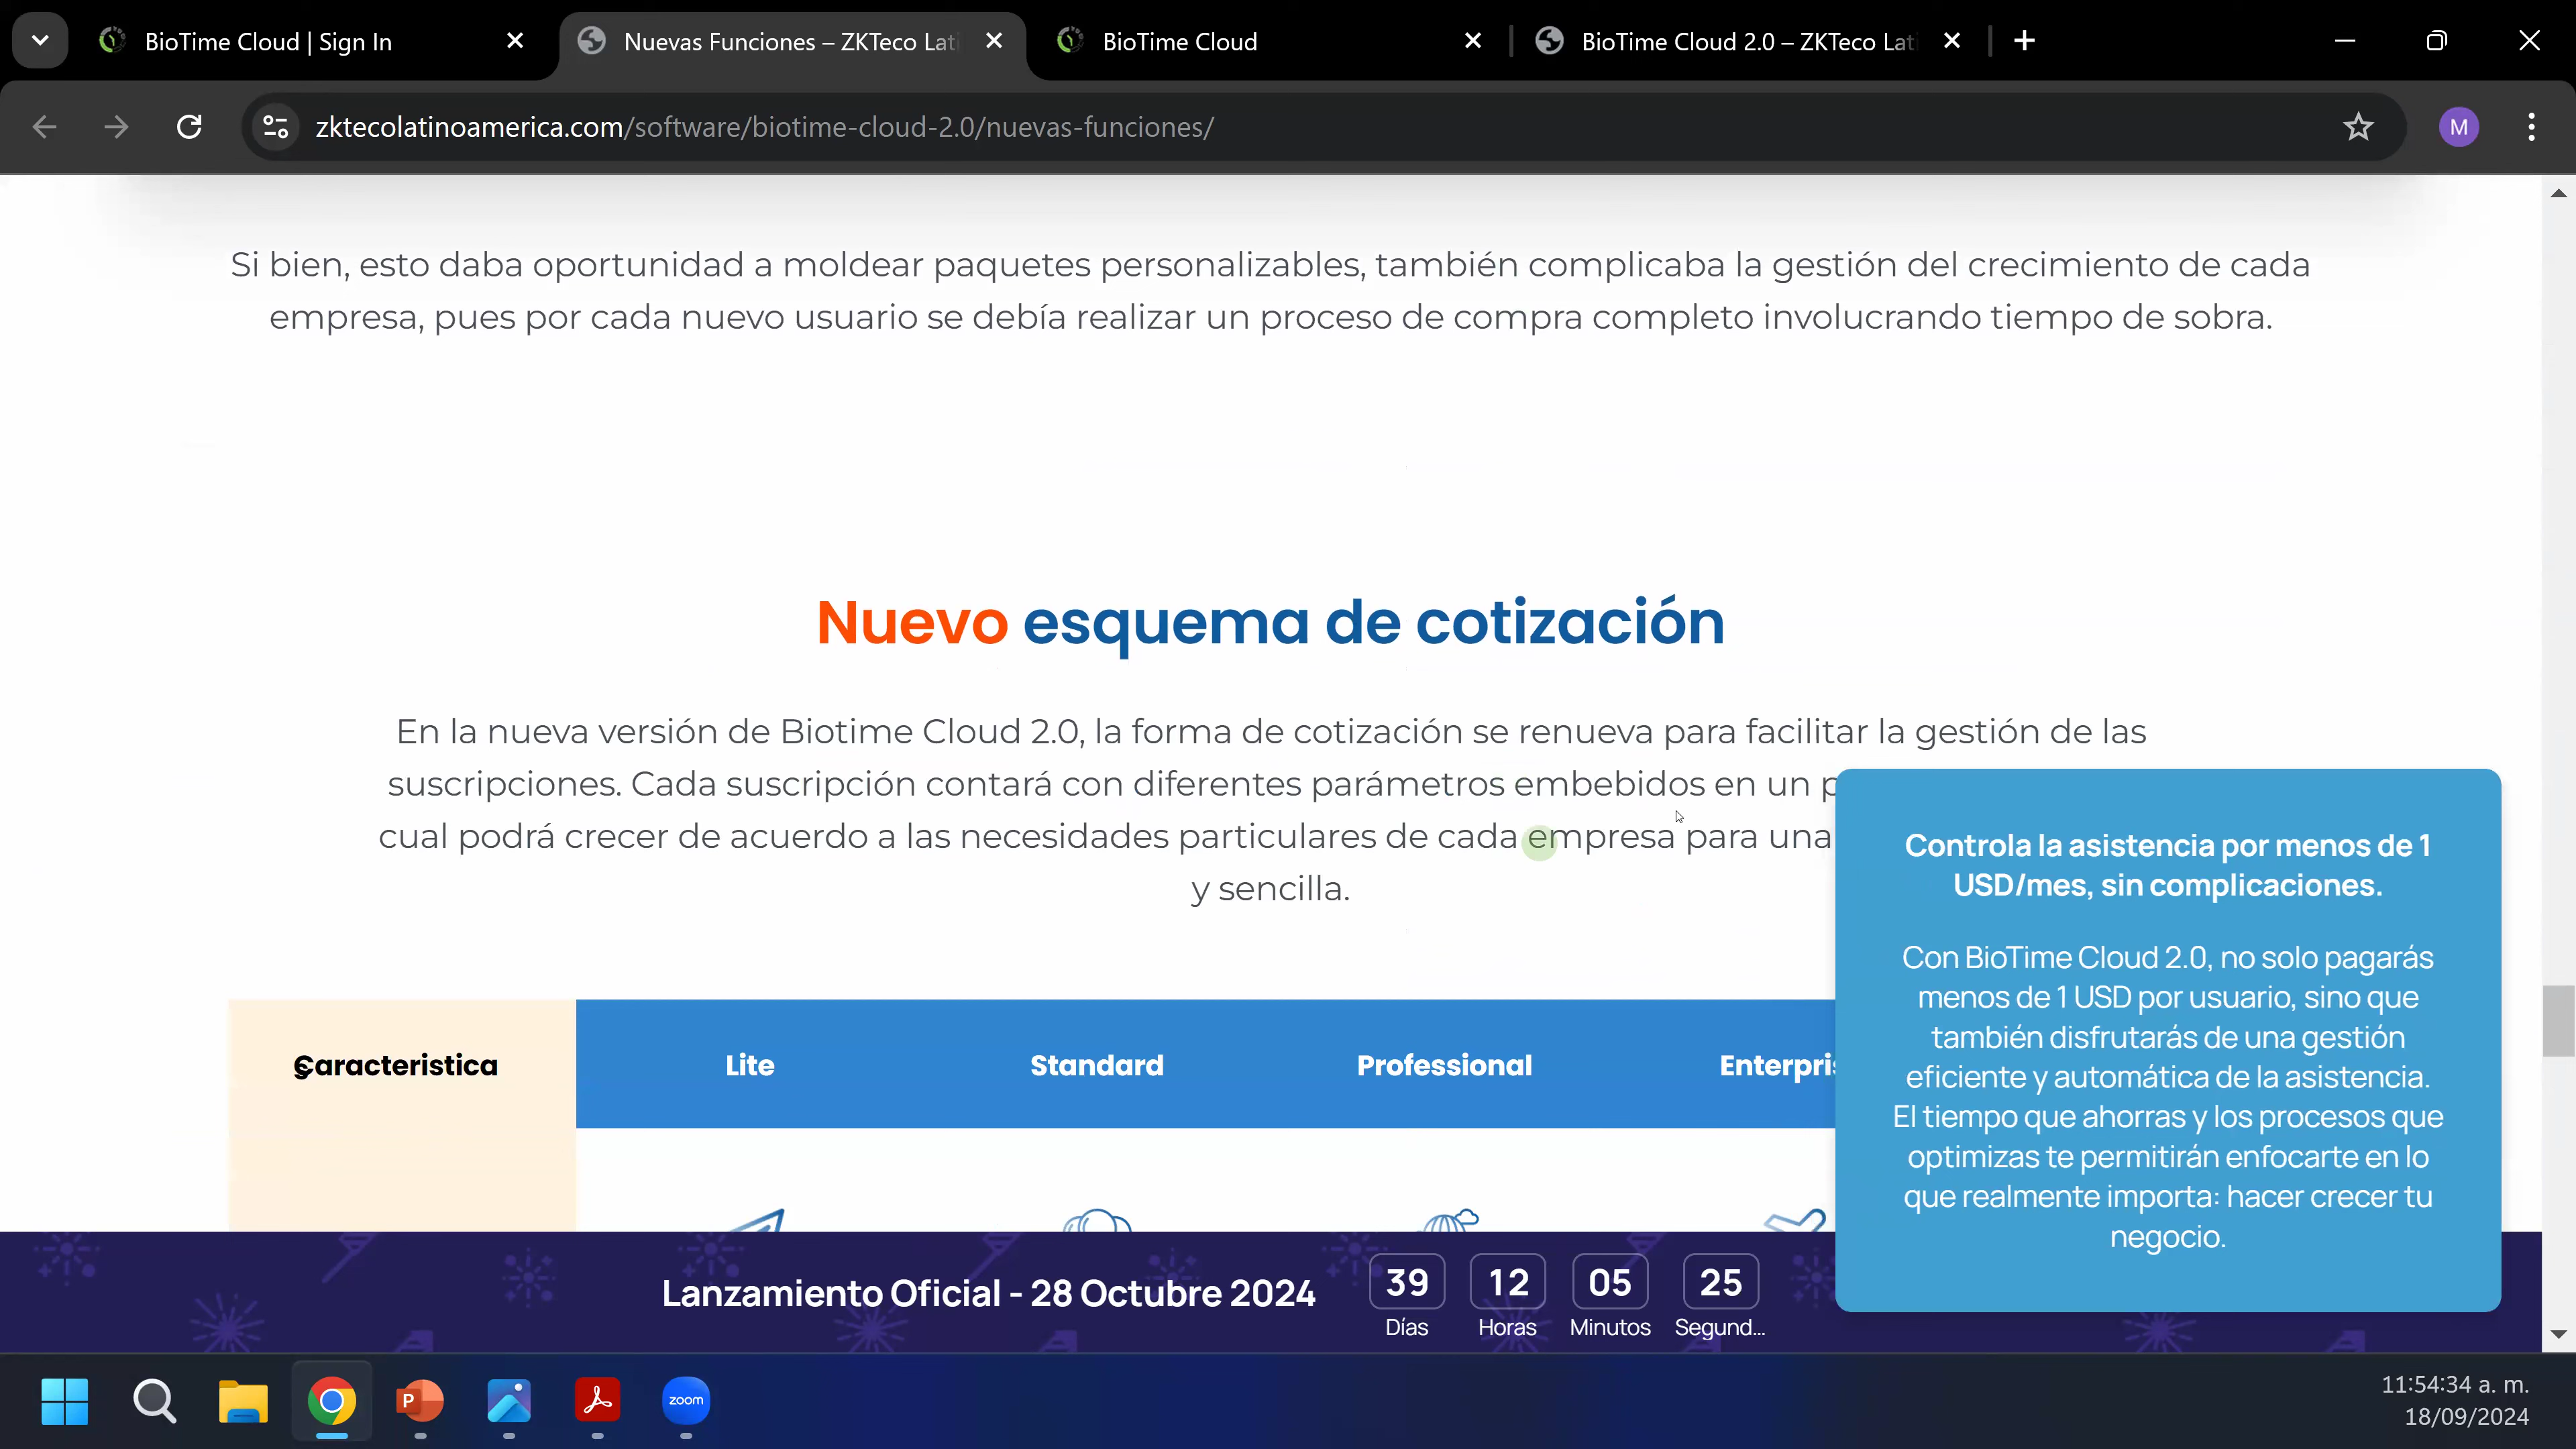 BioTime Cloud | Sign In
Nuevas Funciones – ZKTeco Lati
BioTime Cloud
BioTime Cloud 2.0 – ZKTeco Lati
zktecolatinoamerica.com/software/biotime-cloud-2.0/nuevas-funciones/
M
Si bien, esto daba oportunidad a moldear paquetes personalizables, también complicaba la gestión del crecimiento de cada
empresa, pues por cada nuevo usuario se debía realizar un proceso de compra completo involucrando tiempo de sobra.
Nuevo esquema de cotización
En la nueva versión de Biotime Cloud 2.0, la forma de cotización se renueva para facilitar la gestión de las
suscripciones. Cada suscripción contará con diferentes parámetros embebidos en un p
cual podrá crecer de acuerdo a las necesidades particulares de cada empresa para una
y sencilla.
Caracteristica
s
Lite
Standard
Professional
Enterpris
Controla la asistencia por menos de 1
USD/mes, sin complicaciones.
Con BioTime Cloud 2.0, no solo pagarás
menos de 1 USD por usuario, sino que
también disfrutarás de una gestión
eficiente y automática de la asistencia.
El tiempo que ahorras y los procesos que
optimizas te permitirán enfocarte en lo
que realmente importa: hacer crecer tu
negocio.
Lanzamiento Oficial - 28 Octubre 2024
39 12 05 25
Días Horas Minutos Segund...
P
zoom
11:54:34 a. m.
18/09/2024